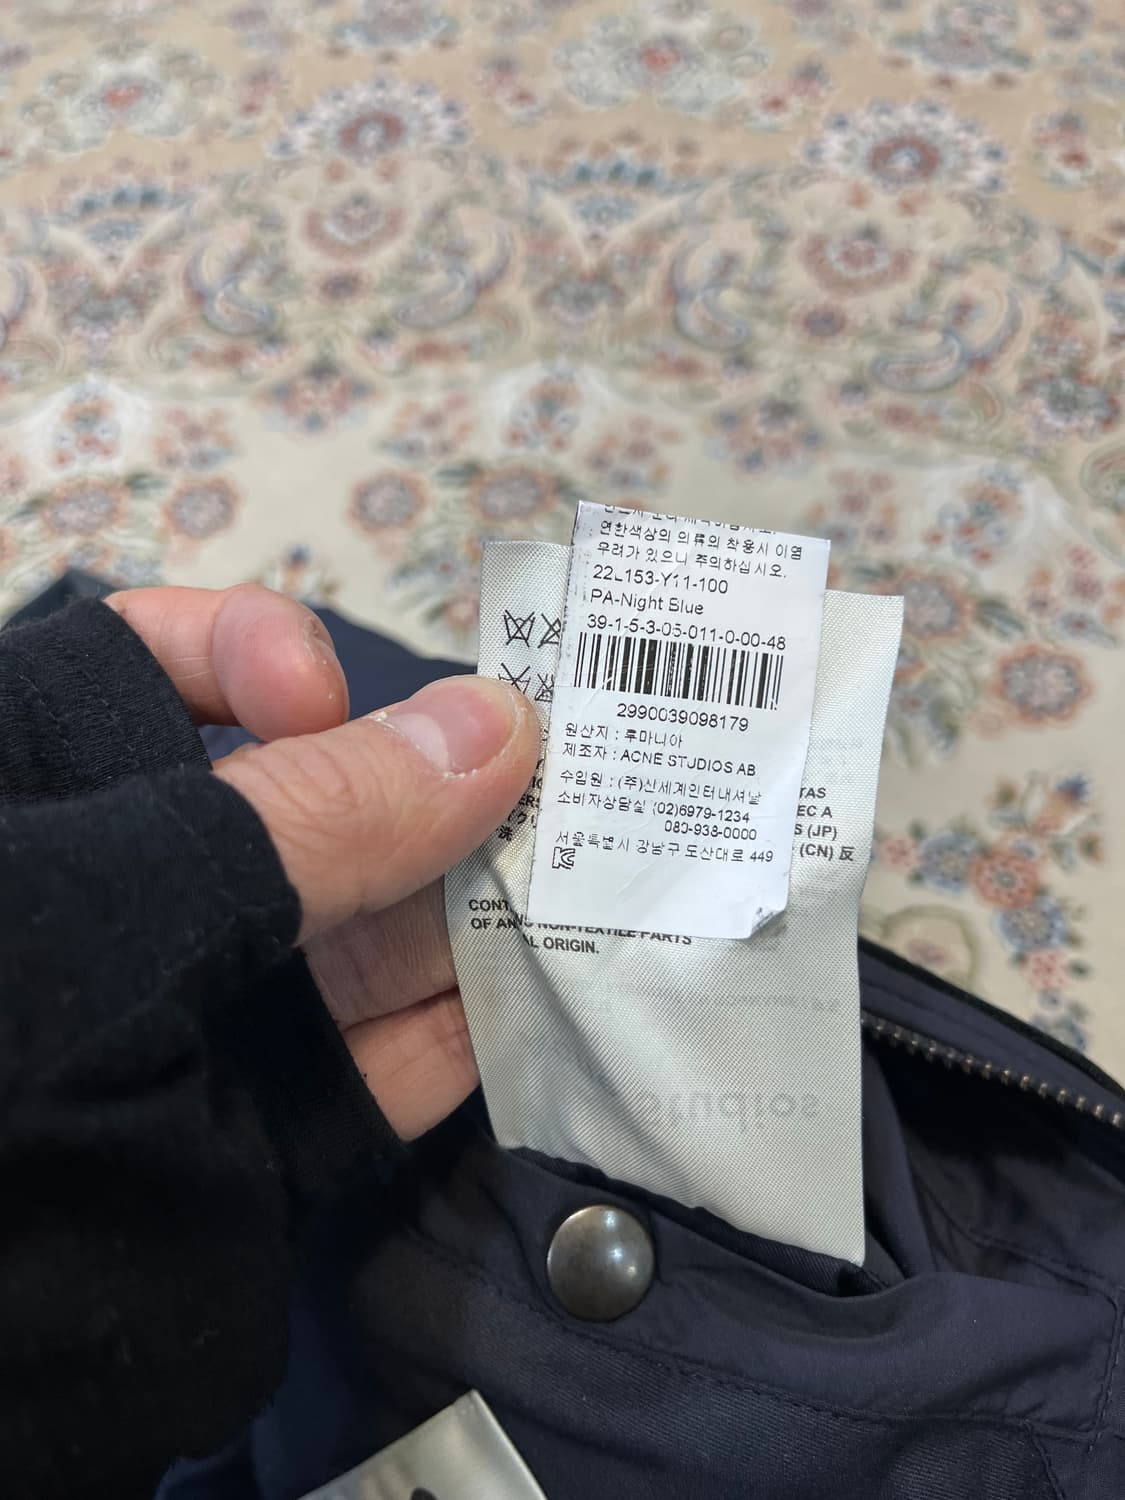 연한색상의 의류의 착용시 이염
우려가 있으니 주의하십시오.
22L153-Y11-100
PA-Night Blue
39-1-5-3-05-011-0-00-48
2990039098179
원산지 : 루마니아
제조자 : ACNE STUDIOS AB
수입원 : (주)신세계인터내셔날
소비자상담실 (02)6979-1234
080-938-0000
서울특별시 강남구 도산대로 449
TAS
EC A
S (JP)
(CN) 反
OF NON-TEXTILE PARTS
ORIGIN.